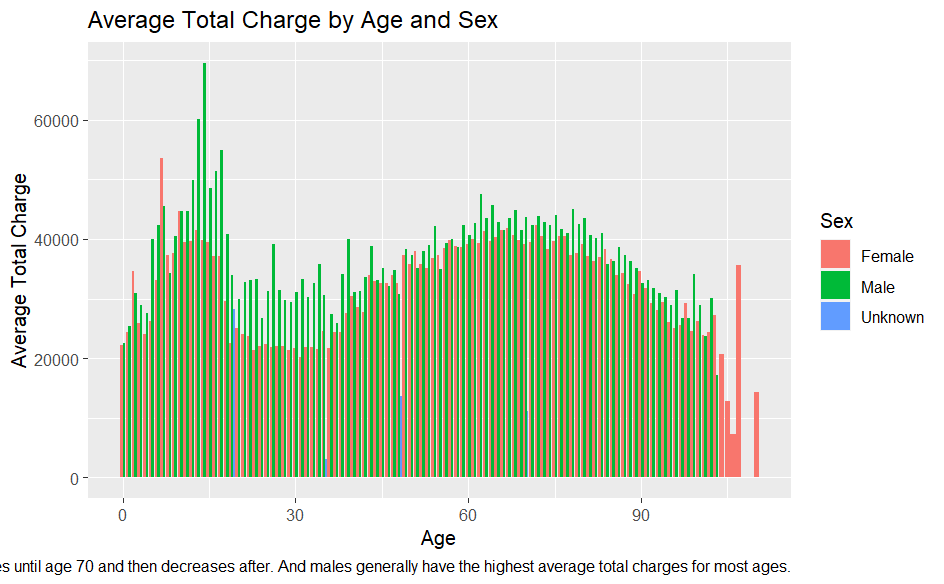 Average Total Charge by Age and Sex
60000
40000
20000
0
Average Total Charge
0 30 60 90
Age
Sex
Female
Male
Unknown
until age 70 and then decreases after. And males generally have the highest average total charges for most ages.